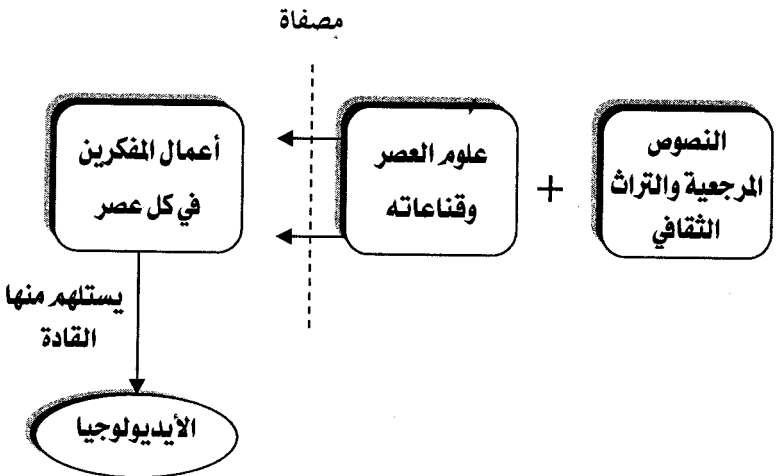 مصفاة
النصوص
المرجعية والتراث
الثقافي
+
علوم العصر
وقناعاته
أعمال المفكرين
في كل عصر
يستلهم منها
القادة
الأيديولوجيا